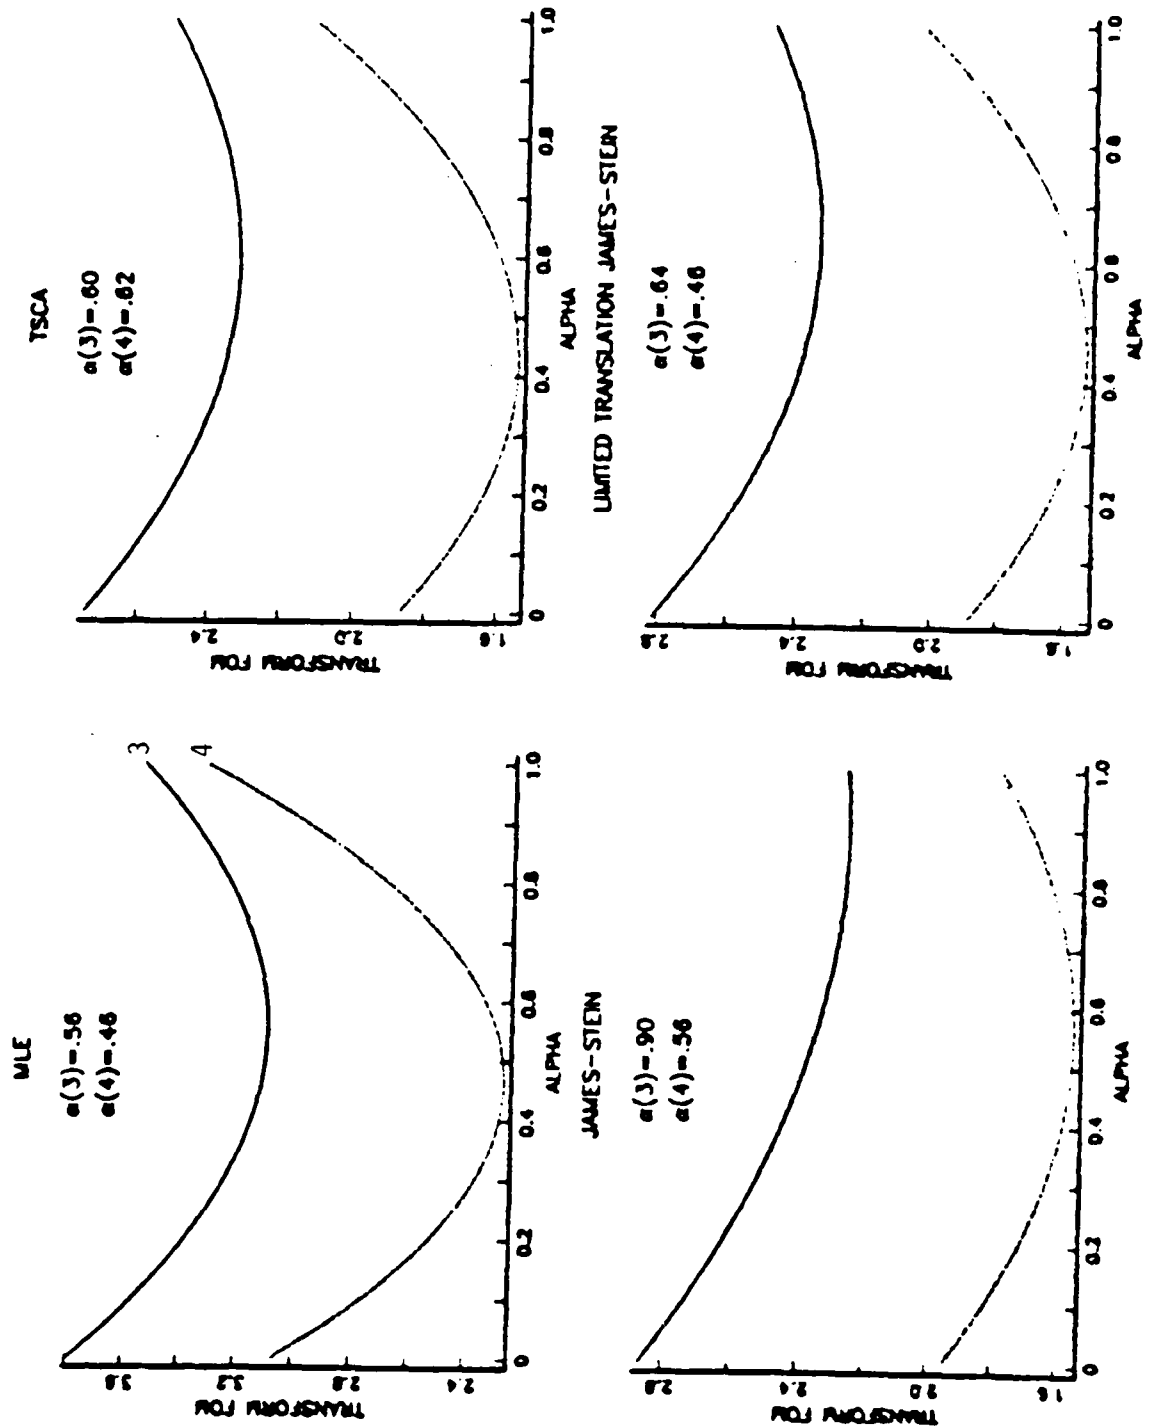 MLE
α(3)=.56
α(4)=.46
3
4
TRANSFORM FOM
3.6
3.2
2.8
2.4
0
0.2
0.4
0.6
0.8
1.0
ALPHA
TSCA
α(3)=.60
α(4)=.62
TRANSFORM FOM
2.4
2.0
1.6
0
0.2
0.4
0.6
0.8
1.0
ALPHA
JAMES-STEIN
α(3)=.90
α(4)=.56
TRANSFORM FOM
2.8
2.4
2.0
1.6
0
0.2
0.4
0.6
0.8
1.0
ALPHA
LIMITED TRANSLATION JAMES-STEIN
α(3)=.64
α(4)=.46
TRANSFORM FOM
2.8
2.4
2.0
1.6
0
0.2
0.4
0.6
0.8
1.0
ALPHA